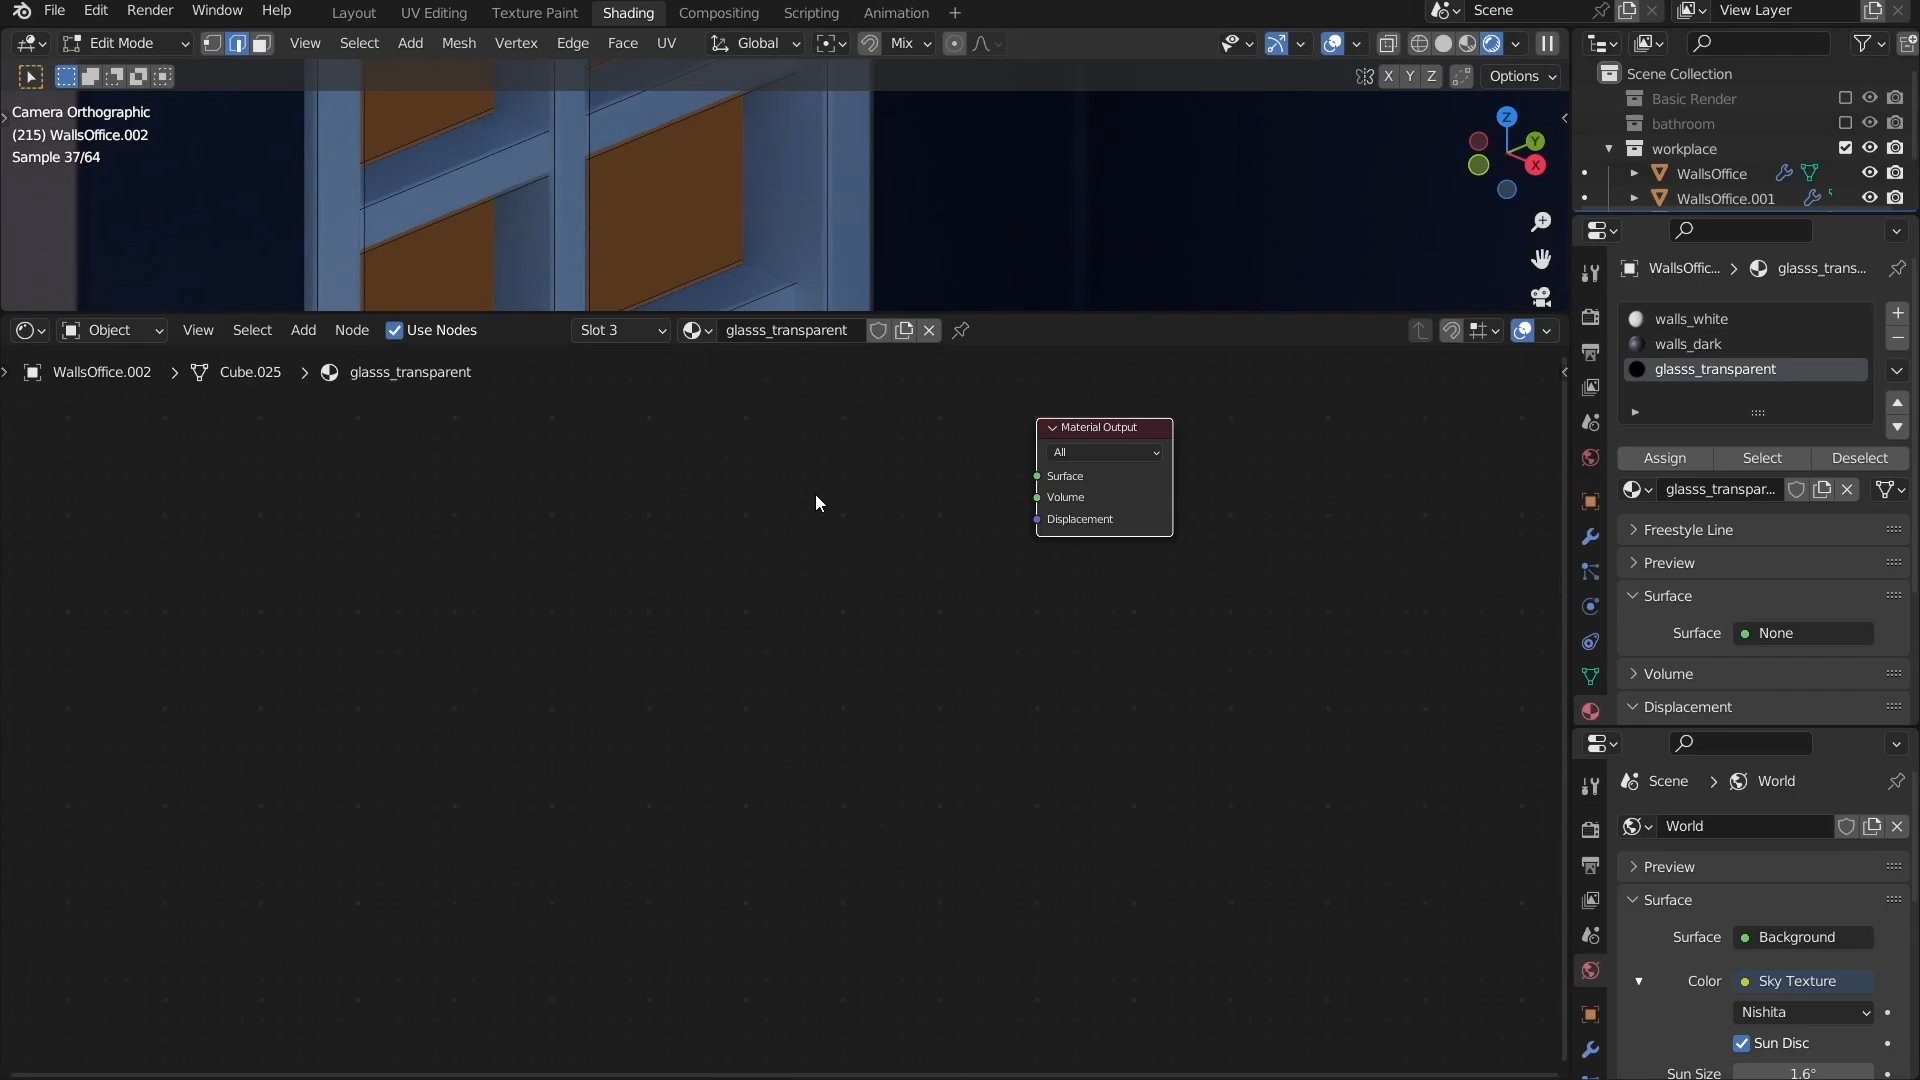 File Edit Render Window Help Layout UV Editing Texture Paint Shading Compositing Scripting Animation + Scene View Layer
Edit Mode View Select Add Mesh Vertex Edge Face UV Global Mix
X Y Z Options
Camera Orthographic
(215) WallsOffice.002
Sample 37/64
Z
Y
X
Scene Collection
Basic Render
bathroom
workplace
WallsOffice
WallsOffice.001
Object View Select Add Node Use Nodes Slot 3 glasss_transparent
WallsOffice.002 > Cube.025 > glasss_transparent
Material Output
All
Surface
Volume
Displacement
WallsOffic... > glasss_trans...
walls_white
walls_dark
glasss_transparent
Assign Select Deselect
glasss_transpar...
Freestyle Line
Preview
Surface
Surface None
Volume
Displacement
Scene > World
World
Preview
Surface
Surface Background
Color Sky Texture
Nishita
Sun Disc
Sun Size 1.6°